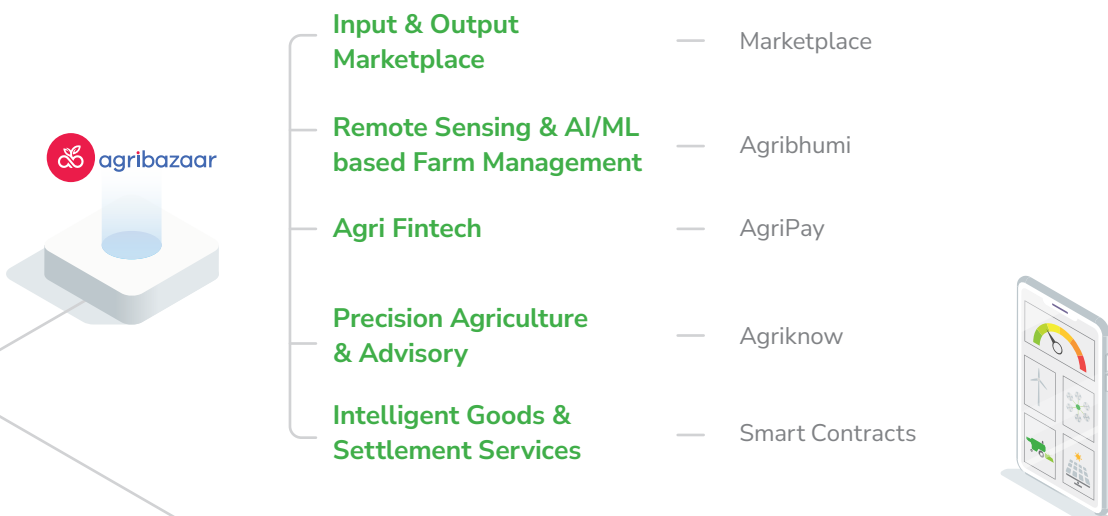 Input & Output
Marketplace
Marketplace
Remote Sensing & AI/ML
based Farm Management
Agribhumi
agribazaar
Agri Fintech
AgriPay
Precision Agriculture
& Advisory
Agriknow
Intelligent Goods &
Settlement Services
Smart Contracts